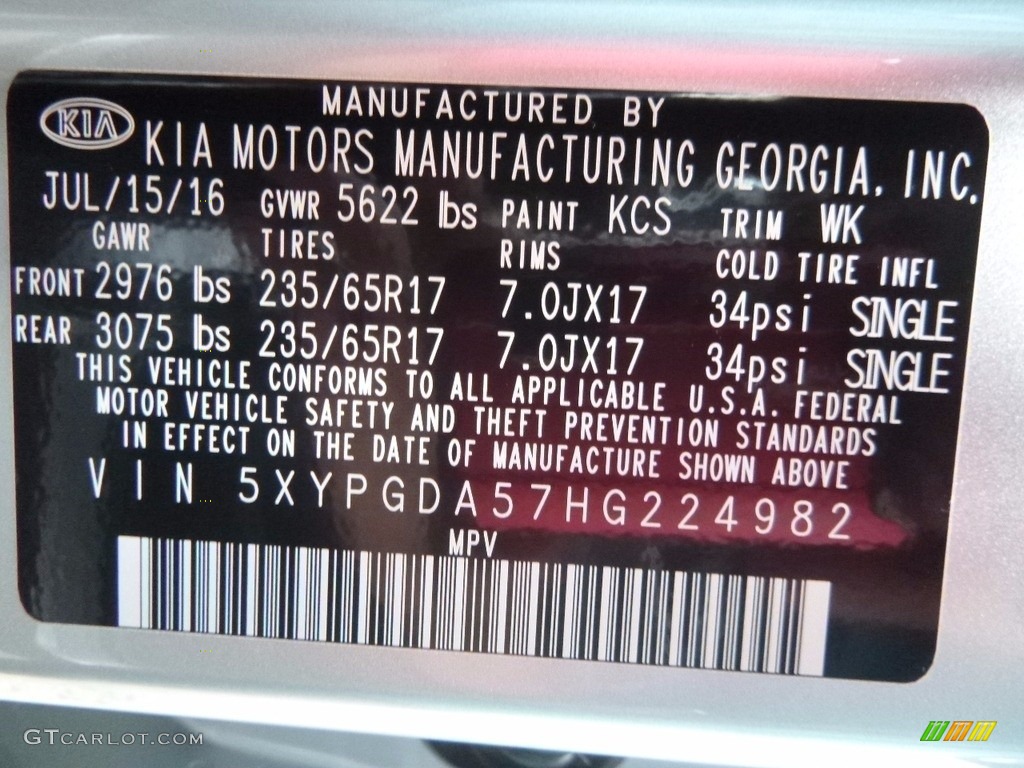 MANUFACTURED BY
KIA KIA MOTORS MANUFACTURING GEORGIA, INC.
JUL/15/16 GVWR 5622 lbs PAINT KCS TRIM WK
GAWR TIRES RIMS COLD TIRE INFL
FRONT 2976 lbs 235/65R17 7.0JX17 34psi SINGLE
REAR 3075 lbs 235/65R17 7.0JX17 34psi SINGLE
THIS VEHICLE CONFORMS TO ALL APPLICABLE U.S.A. FEDERAL
MOTOR VEHICLE SAFETY AND THEFT PREVENTION STANDARDS
IN EFFECT ON THE DATE OF MANUFACTURE SHOWN ABOVE
VIN 5XYPGDA57HG224982
MPV
GTCARLOT.COM